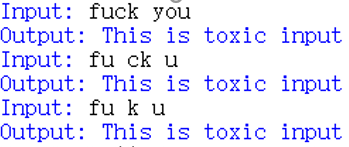 Input: fuck you
Output: This is toxic input
Input: fu ck u
Output: This is toxic input
Input: fu k u
Output: This is toxic input